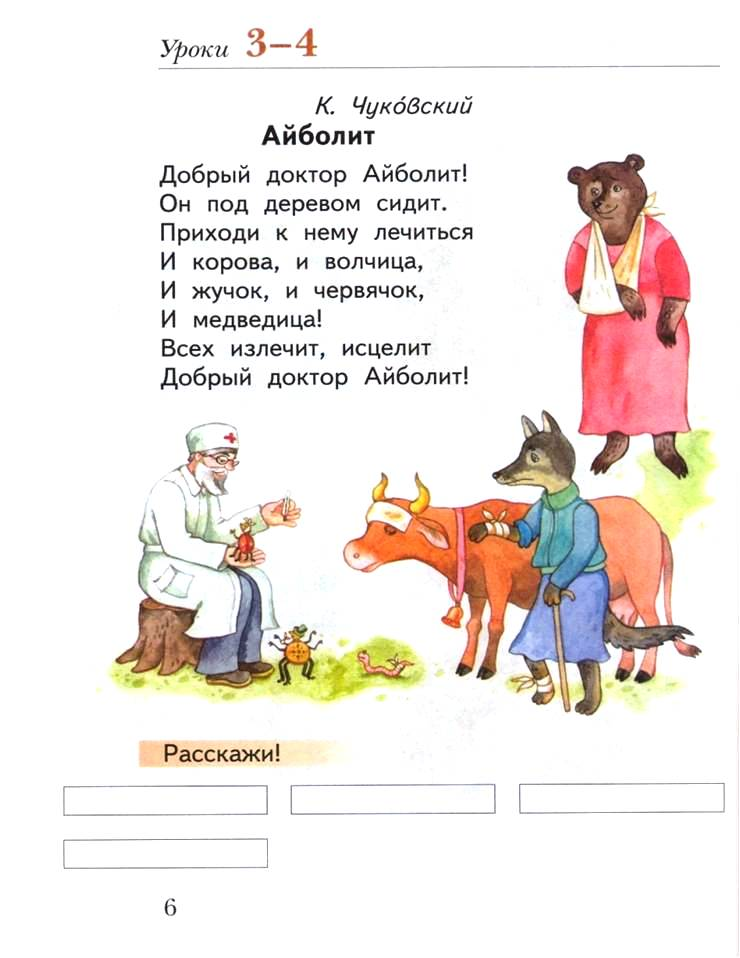 Уроки 3–4
К. Чуко́вский
Айболит
Добрый доктор Айболит!
Он под деревом сидит.
Приходи к нему лечиться
И корова, и волчица,
И жучок, и червячок,
И медведица!
Всех излечит, исцелит
Добрый доктор Айболит!
Расскажи!
6